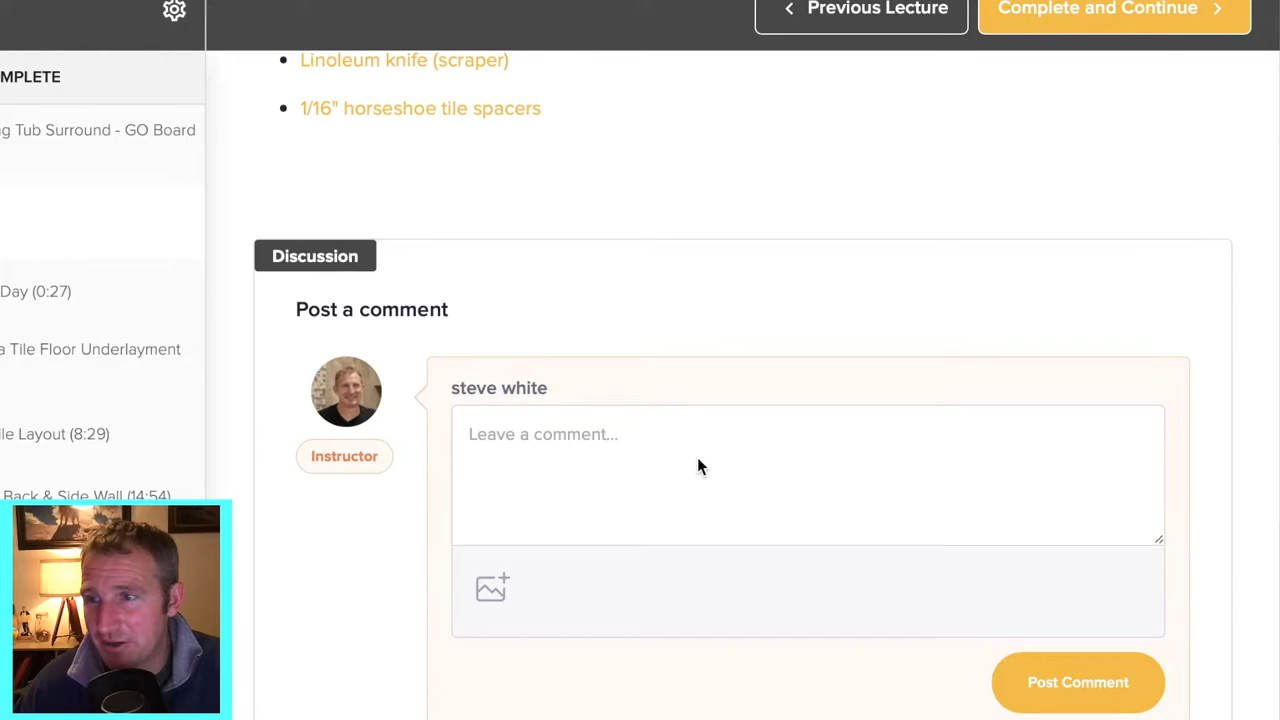 Previous Lecture
Complete and Continue
MPLETE
g Tub Surround - GO Board
Day (0:27)
a Tile Floor Underlayment
ile Layout (8:29)
Back & Side Wall (14:54)
Linoleum knife (scraper)
1/16" horseshoe tile spacers
Discussion
Post a comment
steve white
Instructor
Leave a comment...
Post Comment